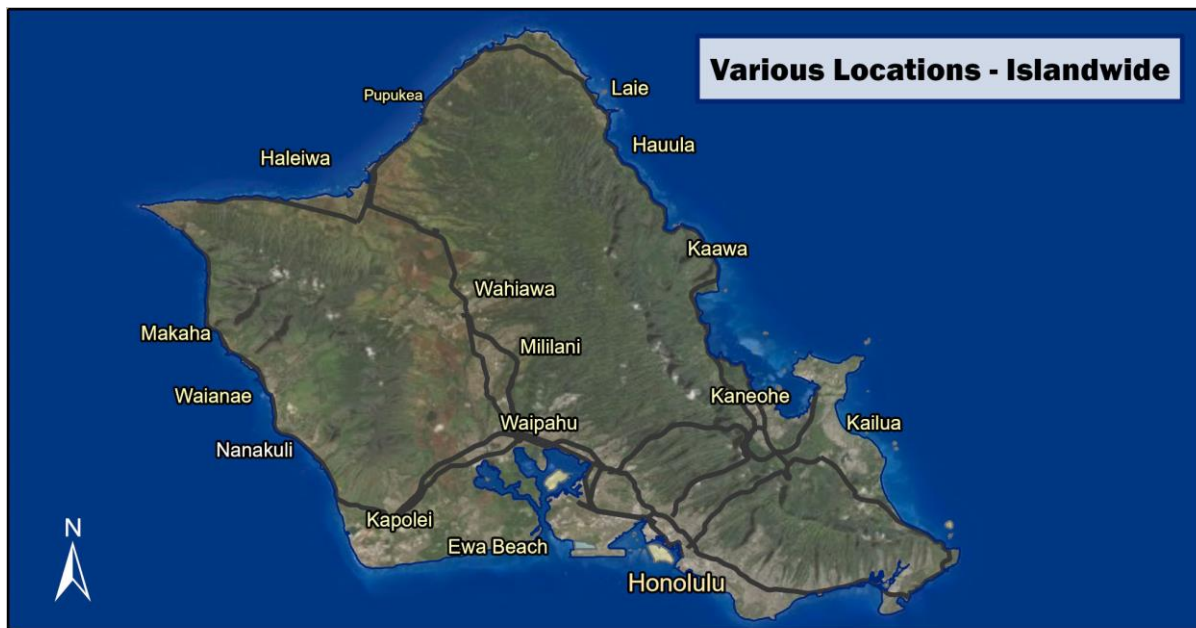 Various Locations - Islandwide
Laie
Pupukea
Hauula
Haleiwa
Kaawa
Wahiawa
Makaha
Mililani
Waianae
Kaneohe
Waipahu
Kailua
Nanakuli
Kapolei
N
Ewa Beach
Honolulu